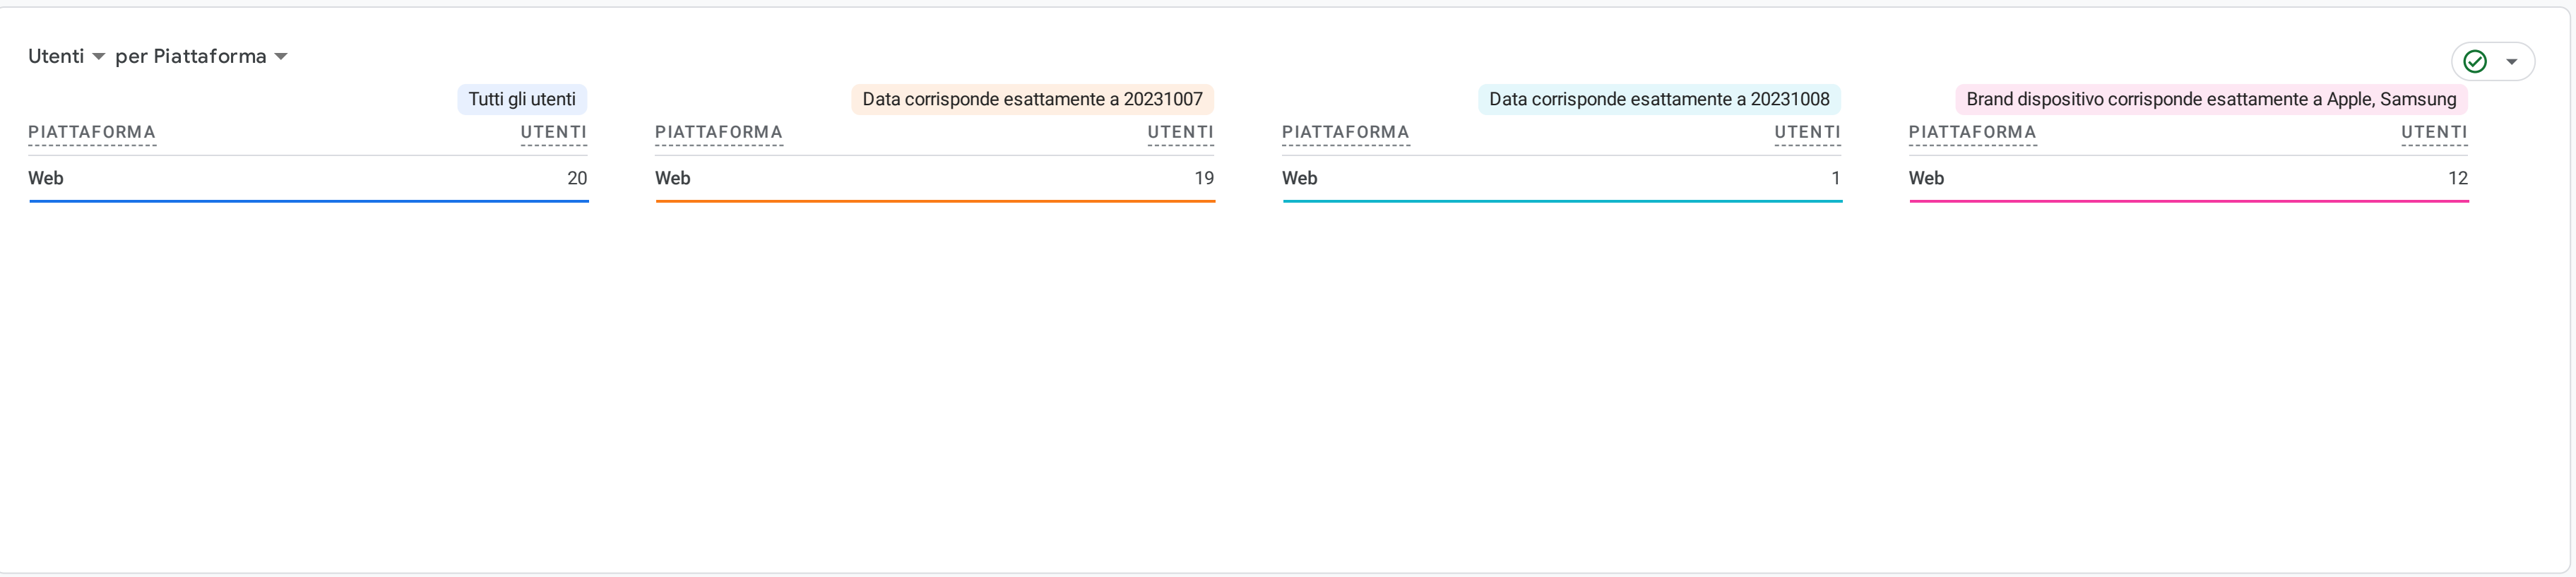 Utenti per Piattaforma
Tutti gli utenti
PIATTAFORMA UTENTI
Web 20
Data corrisponde esattamente a 20231007
PIATTAFORMA UTENTI
Web 19
Data corrisponde esattamente a 20231008
PIATTAFORMA UTENTI
Web 1
Brand dispositivo corrisponde esattamente a Apple, Samsung
PIATTAFORMA UTENTI
Web 12